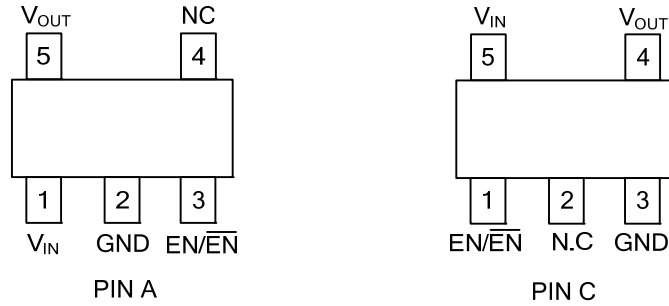 VOUT NC VIN VOUT
5 4 5 4
1 2 3 1 2 3
VIN GND EN/EN EN/EN N.C GND
PIN A PIN C